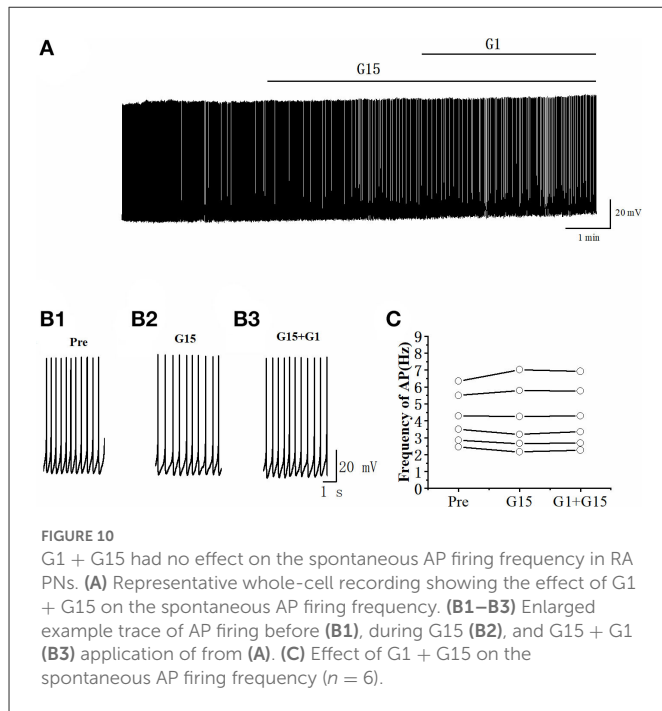 A
G1
G15
20 mV
1 min
B1
B2
B3
C
Pre
G15
G15+G1
20 mV
1 s
Frequency of AP(Hz)
9
8
7
6
5
4
3
2
1
0
Pre
G15
G1+G15
FIGURE 10
G1 + G15 had no effect on the spontaneous AP firing frequency in RA
PNs. (A) Representative whole-cell recording showing the effect of G1
+ G15 on the spontaneous AP firing frequency. (B1–B3) Enlarged
example trace of AP firing before (B1), during G15 (B2), and G15 + G1
(B3) application of from (A). (C) Effect of G1 + G15 on the
spontaneous AP firing frequency (n = 6).